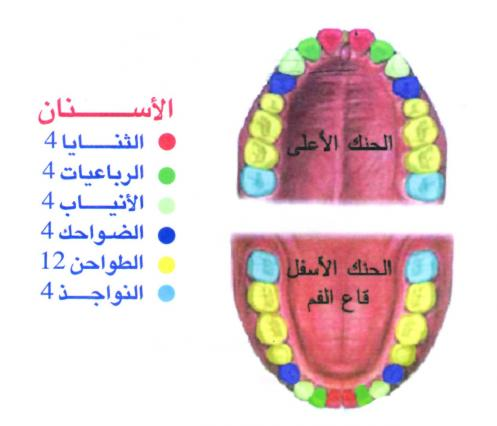 الأسنان
الثنايا 4
الرباعيات 4
الأنياب 4
الضواحك 4
الطواحن 12
النواجذ 4
الحنك الأعلى
الحنك الأسفل
قاع الفم